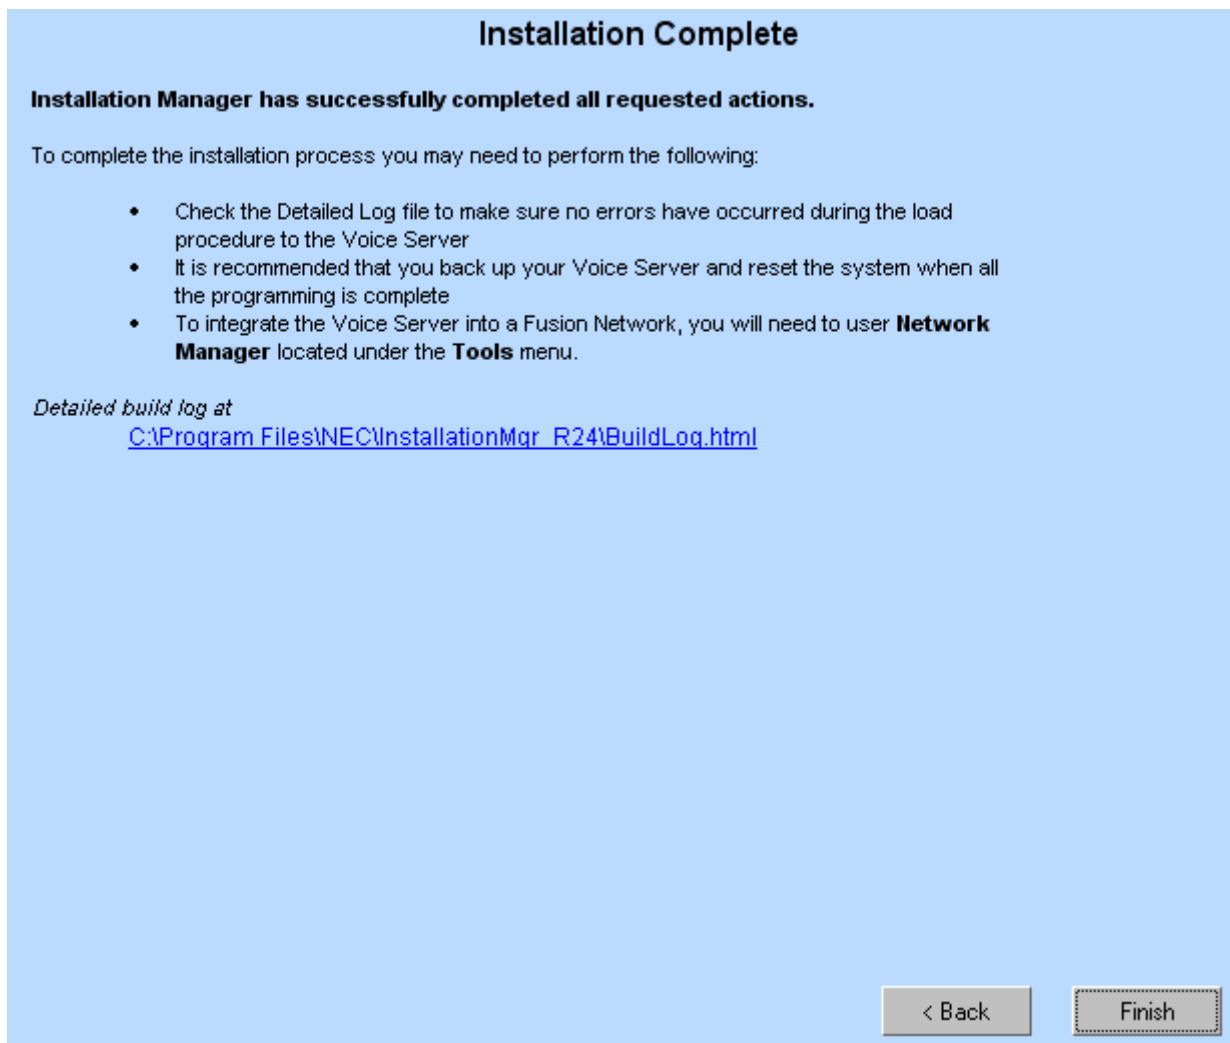 Installation Complete
Installation Manager has successfully completed all requested actions.
To complete the installation process you may need to perform the following:
• Check the Detailed Log file to make sure no errors have occurred during the load
procedure to the Voice Server
• It is recommended that you back up your Voice Server and reset the system when all
the programming is complete
• To integrate the Voice Server into a Fusion Network, you will need to user Network
Manager located under the Tools menu.
Detailed build log at
C:\Program Files\NEC\InstallationMgr_R24\BuildLog.html
< Back
Finish